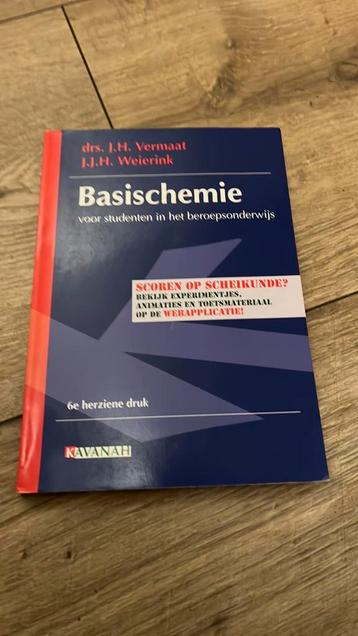 drs. J.H. Vermaat
J.J.H. Weierink
Basischemie
voor studenten in het beroepsonderwijs
SCOREN OP SCHEIKUNDE?
BEKIJK EXPERIMENTJES,
ANIMATIES EN TOETSMATERIAAL
OP DE WEBAPPLICATIE!
6e herziene druk
KAVANAH